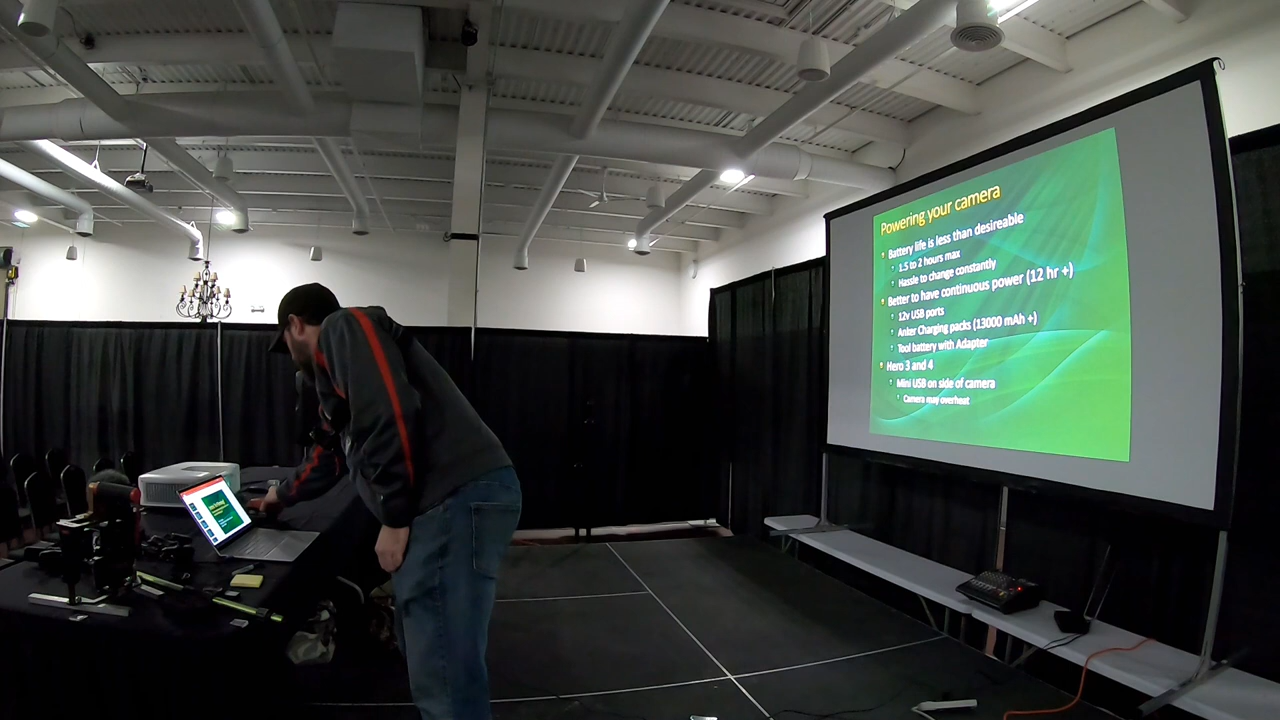 Powering your camera
Battery life is less than desireable
1.5 to 2 hours max
Hassle to change constantly
Better to have continuous power (12 hr +)
12v USB ports
Anker Charging packs (13000 mAh +)
Tool battery with Adapter
Hero 3 and 4
Mini USB on side of camera
Camera may overheat